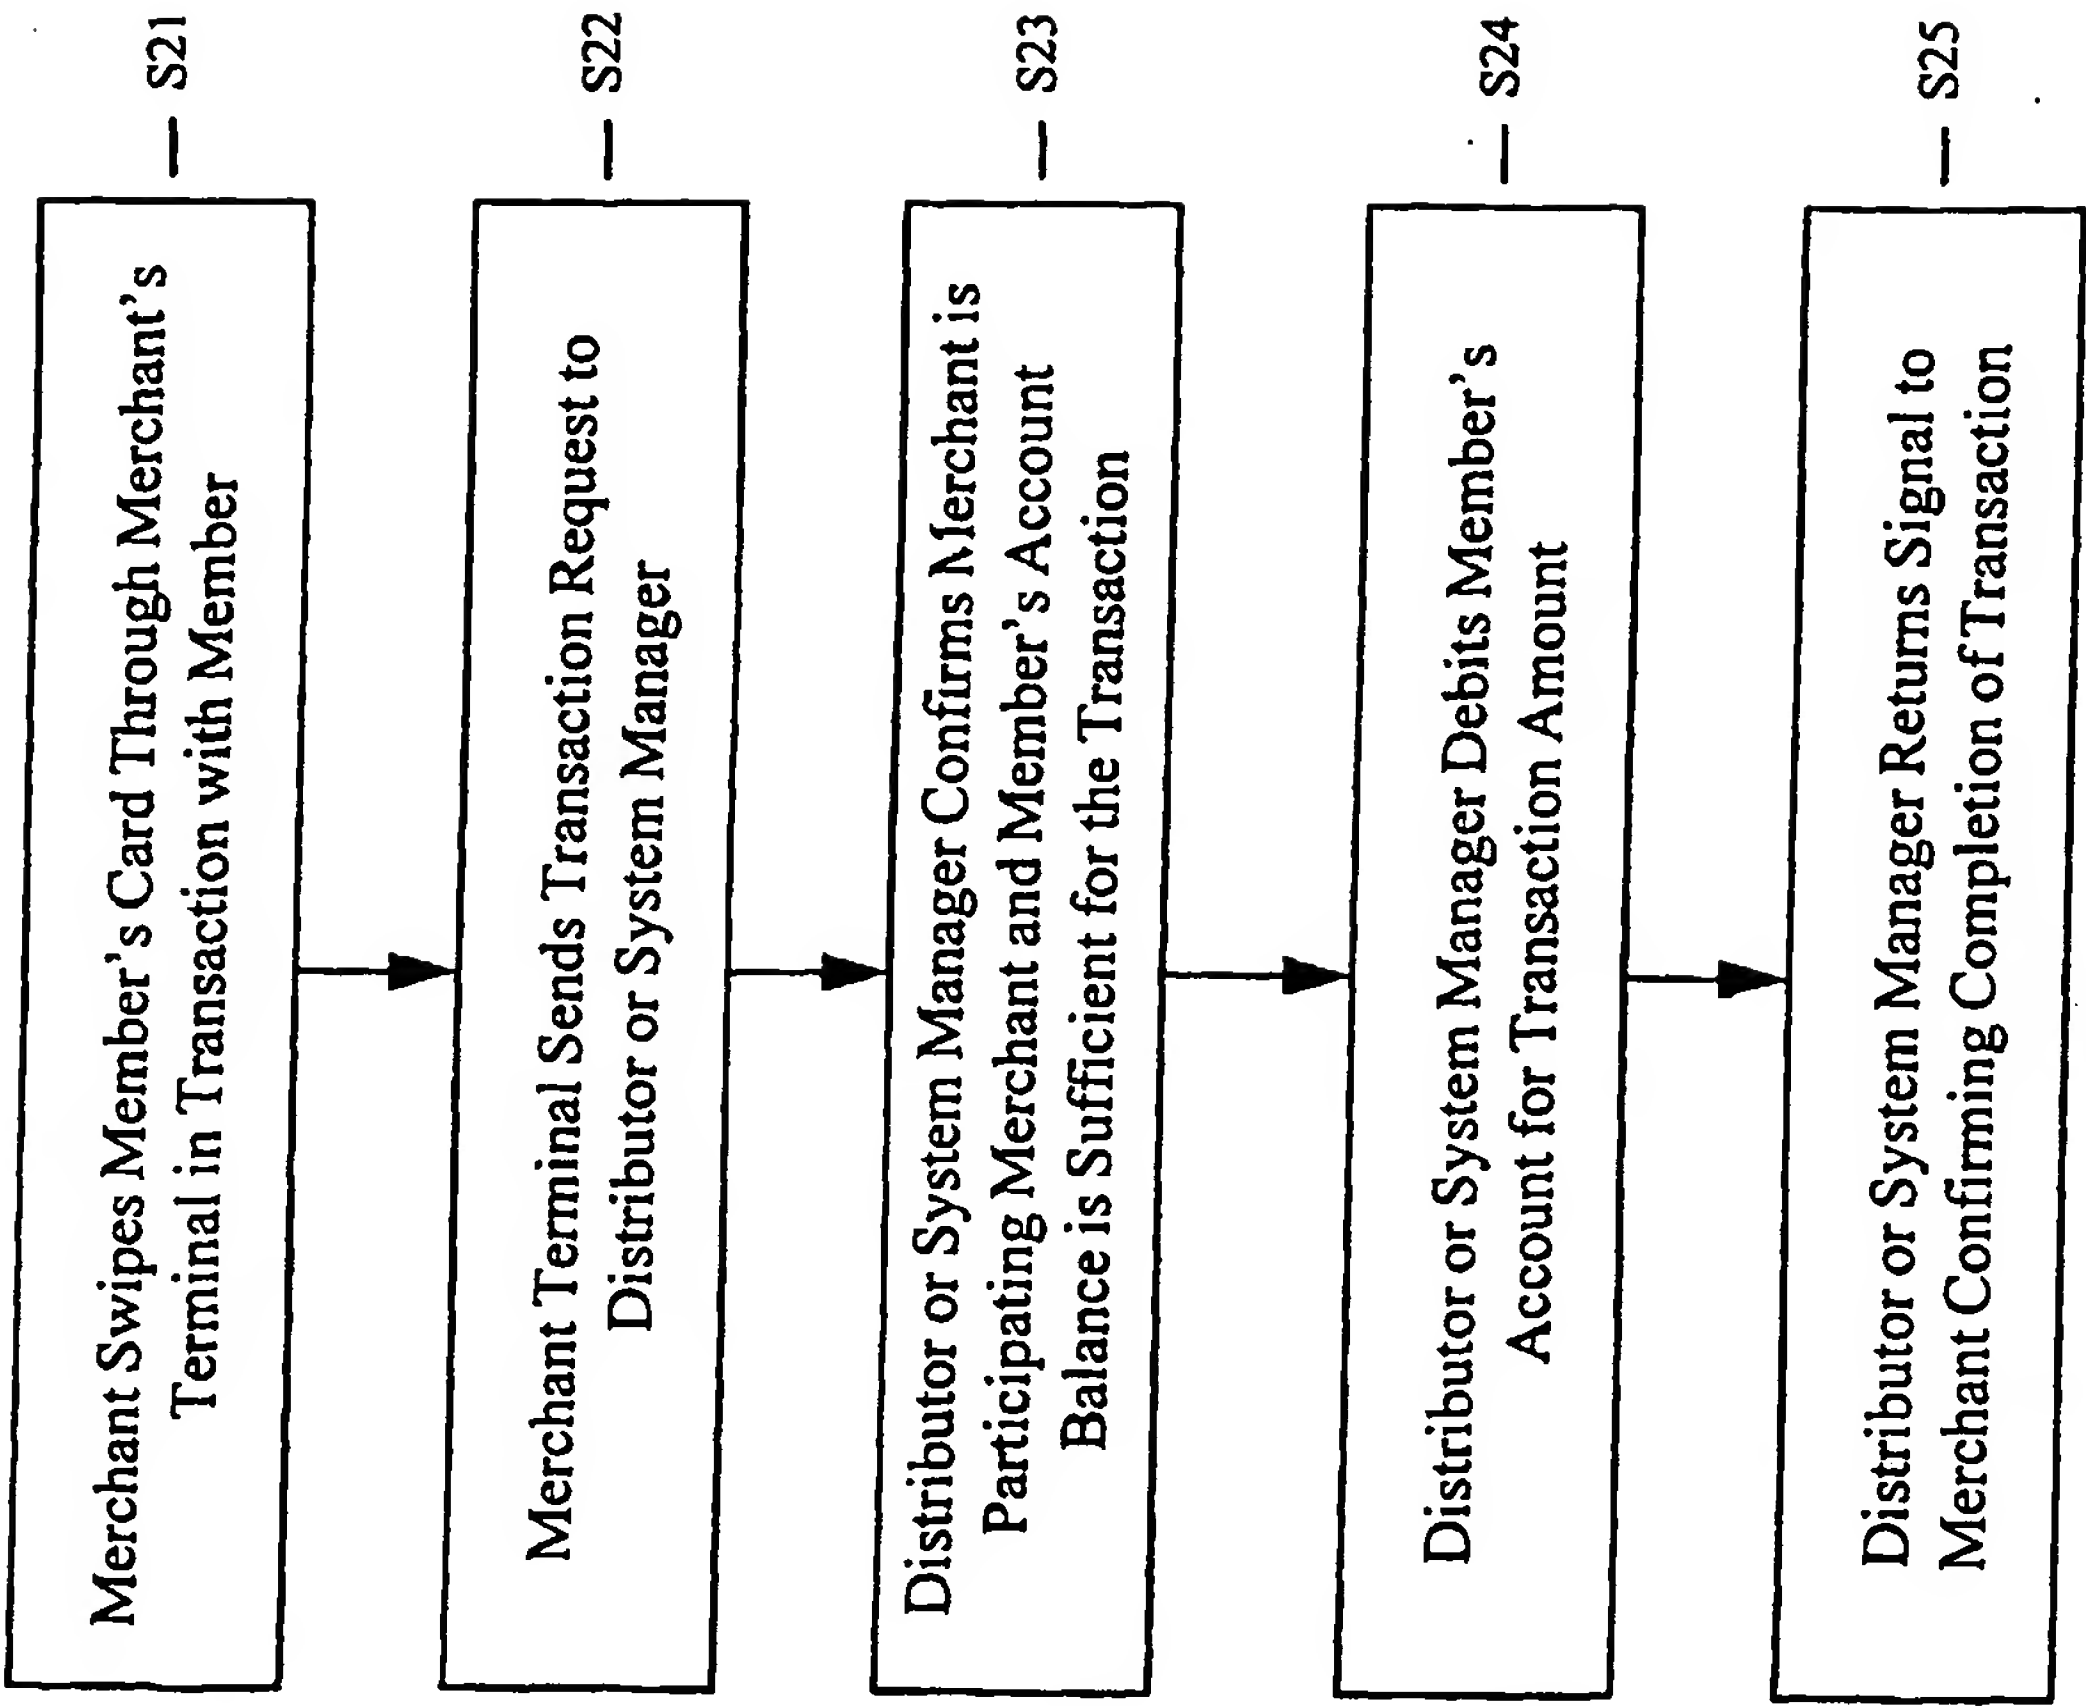 Merchant Swipes Member's Card Through Merchant's
Terminal in Transaction with Member
— S21
Merchant Terminal Sends Transaction Request to
Distributor or System Manager
— S22
Distributor or System Manager Confirms Merchant is
Participating Merchant and Member's Account
Balance is Sufficient for the Transaction
— S23
Distributor or System Manager Debits Member's
Account for Transaction Amount
— S24
Distributor or System Manager Returns Signal to
Merchant Confirming Completion of Transaction
— S25